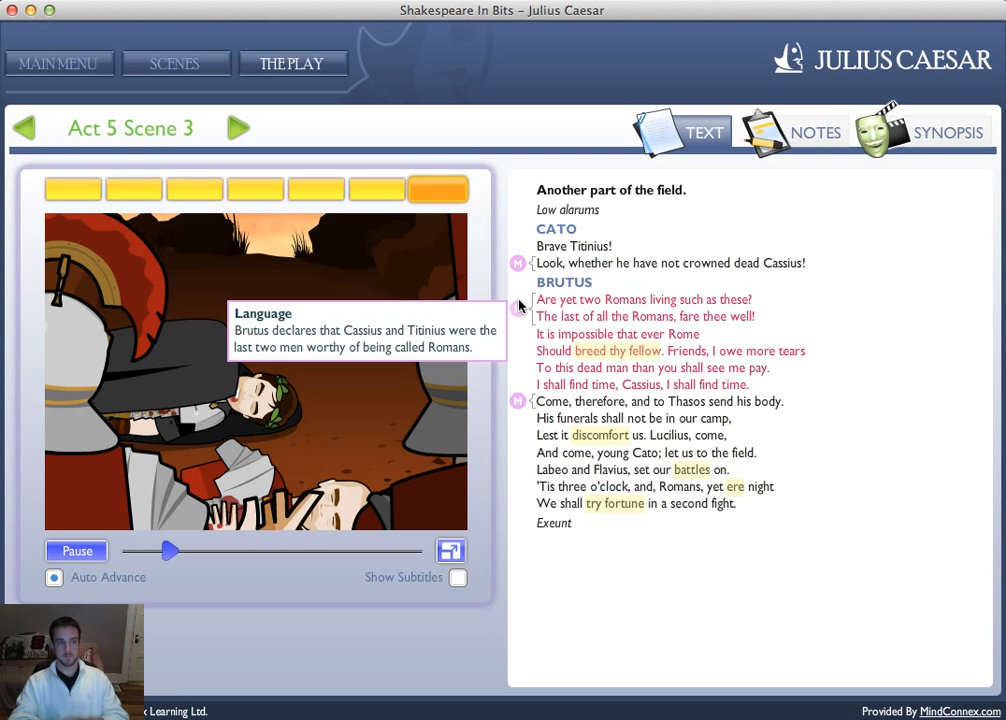 Shakespeare In Bits - Julius Caesar
MAIN MENU
SCENES
THE PLAY
JULIUS CAESAR
Act 5 Scene 3
TEXT
NOTES
SYNOPSIS
Language
Brutus declares that Cassius and Titinius were the
last two men worthy of being called Romans.
Pause
Auto Advance
Show Subtitles
Another part of the field.
Low alarums
CATO
Brave Titinius!
M
Look, whether he have not crowned dead Cassius!
BRUTUS
Are yet two Romans living such as these?
The last of all the Romans, fare thee well!
It is impossible that ever Rome
Should breed thy fellow. Friends, I owe more tears
To this dead man than you shall see me pay.
I shall find time, Cassius, I shall find time.
M
Come, therefore, and to Thasos send his body.
His funerals shall not be in our camp,
Lest it discomfort us. Lucilius, come,
And come, young Cato; let us to the field.
Labeo and Flavius, set our battles on.
'Tis three o'clock, and, Romans, yet ere night
We shall try fortune in a second fight.
Exeunt
Learning Ltd.
Provided By MindConnex.com